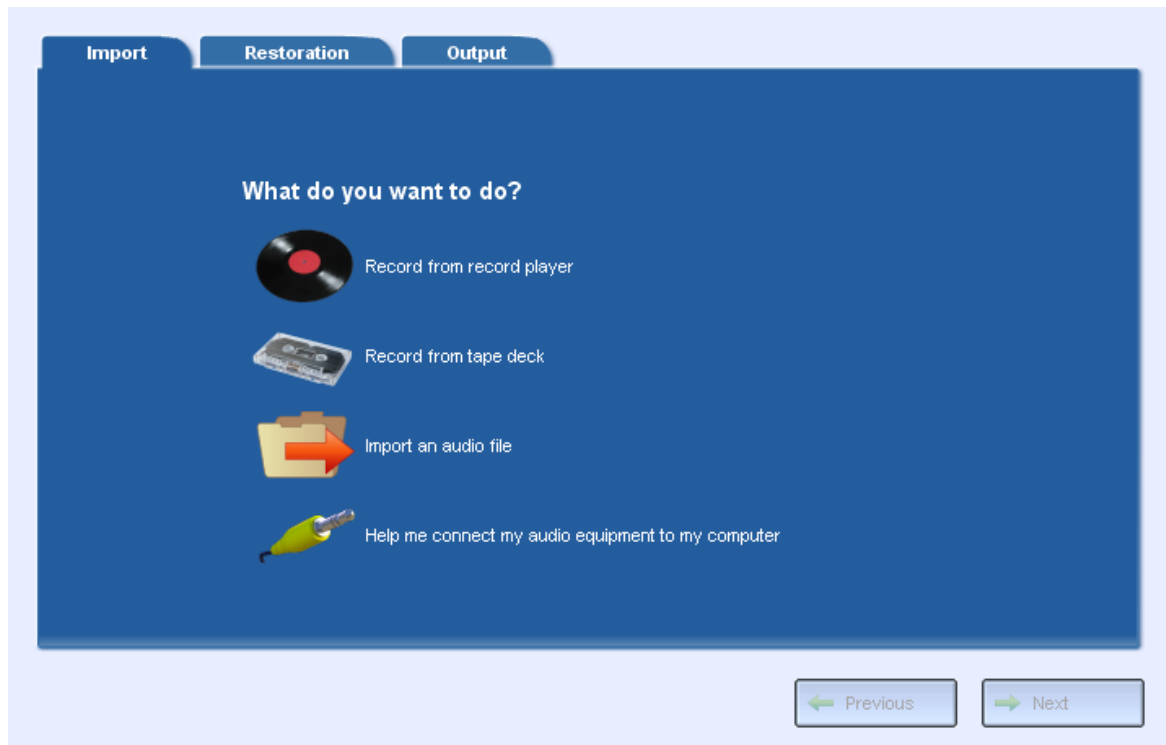 Import Restoration Output
What do you want to do?
Record from record player
Record from tape deck
Import an audio file
Help me connect my audio equipment to my computer
Previous Next